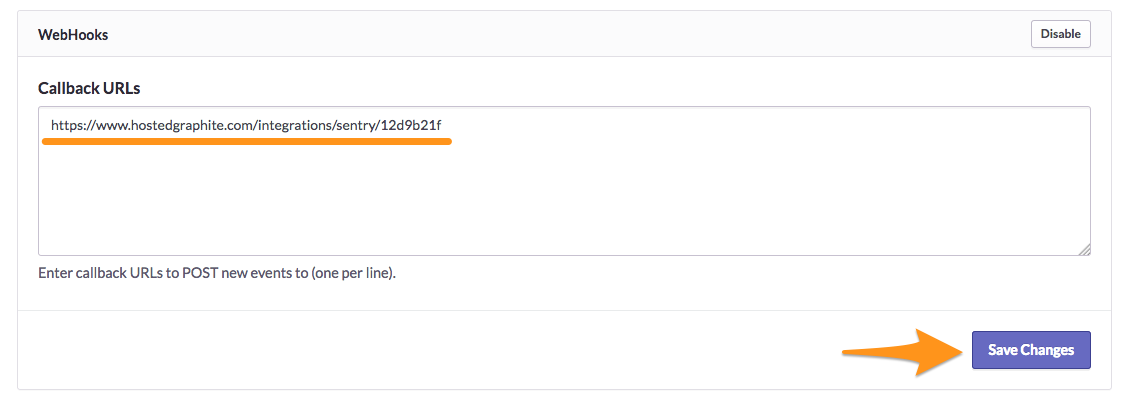 WebHooks
Disable
Callback URLs
https://www.hostedgraphite.com/integrations/sentry/12d9b21f
Enter callback URLs to POST new events to (one per line).
Save Changes